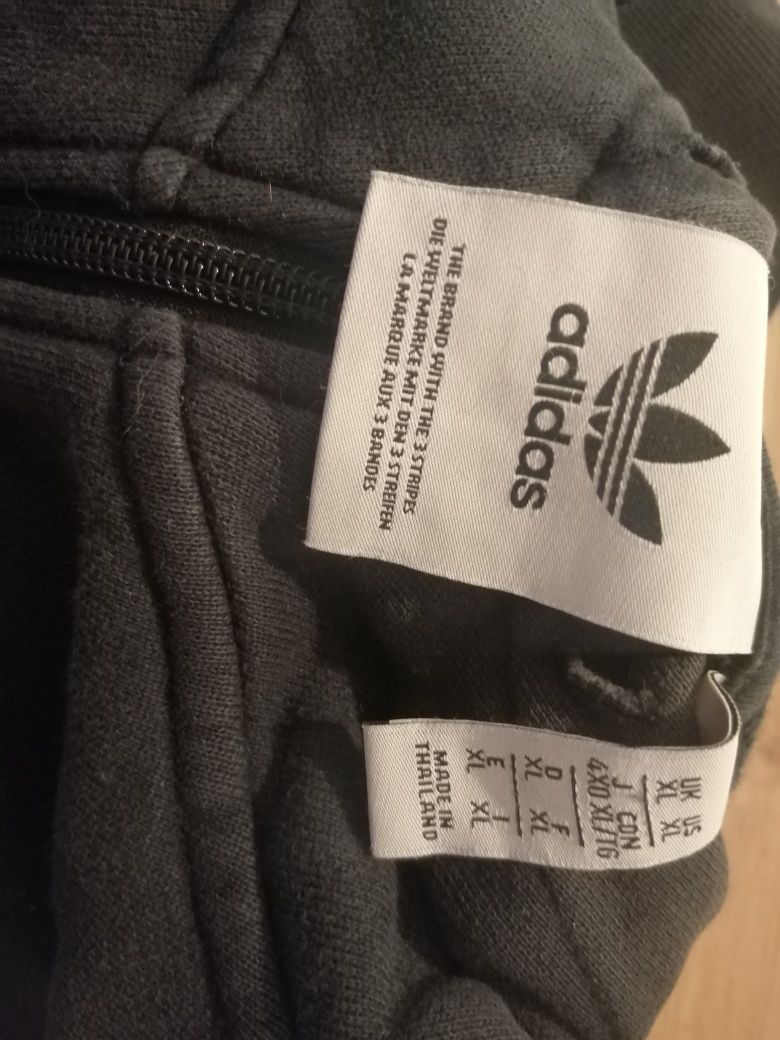 adidas
THE BRAND WITH THE 3 STRIPES
DIE WELTMARKE MIT DEN 3 STREIFEN
LA MARQUE AUX 3 BANDES
UK US
XL XL
J CDN
4XO XL/TG
D F
XL XL
E I
XL XL
MADE IN
THAILAND